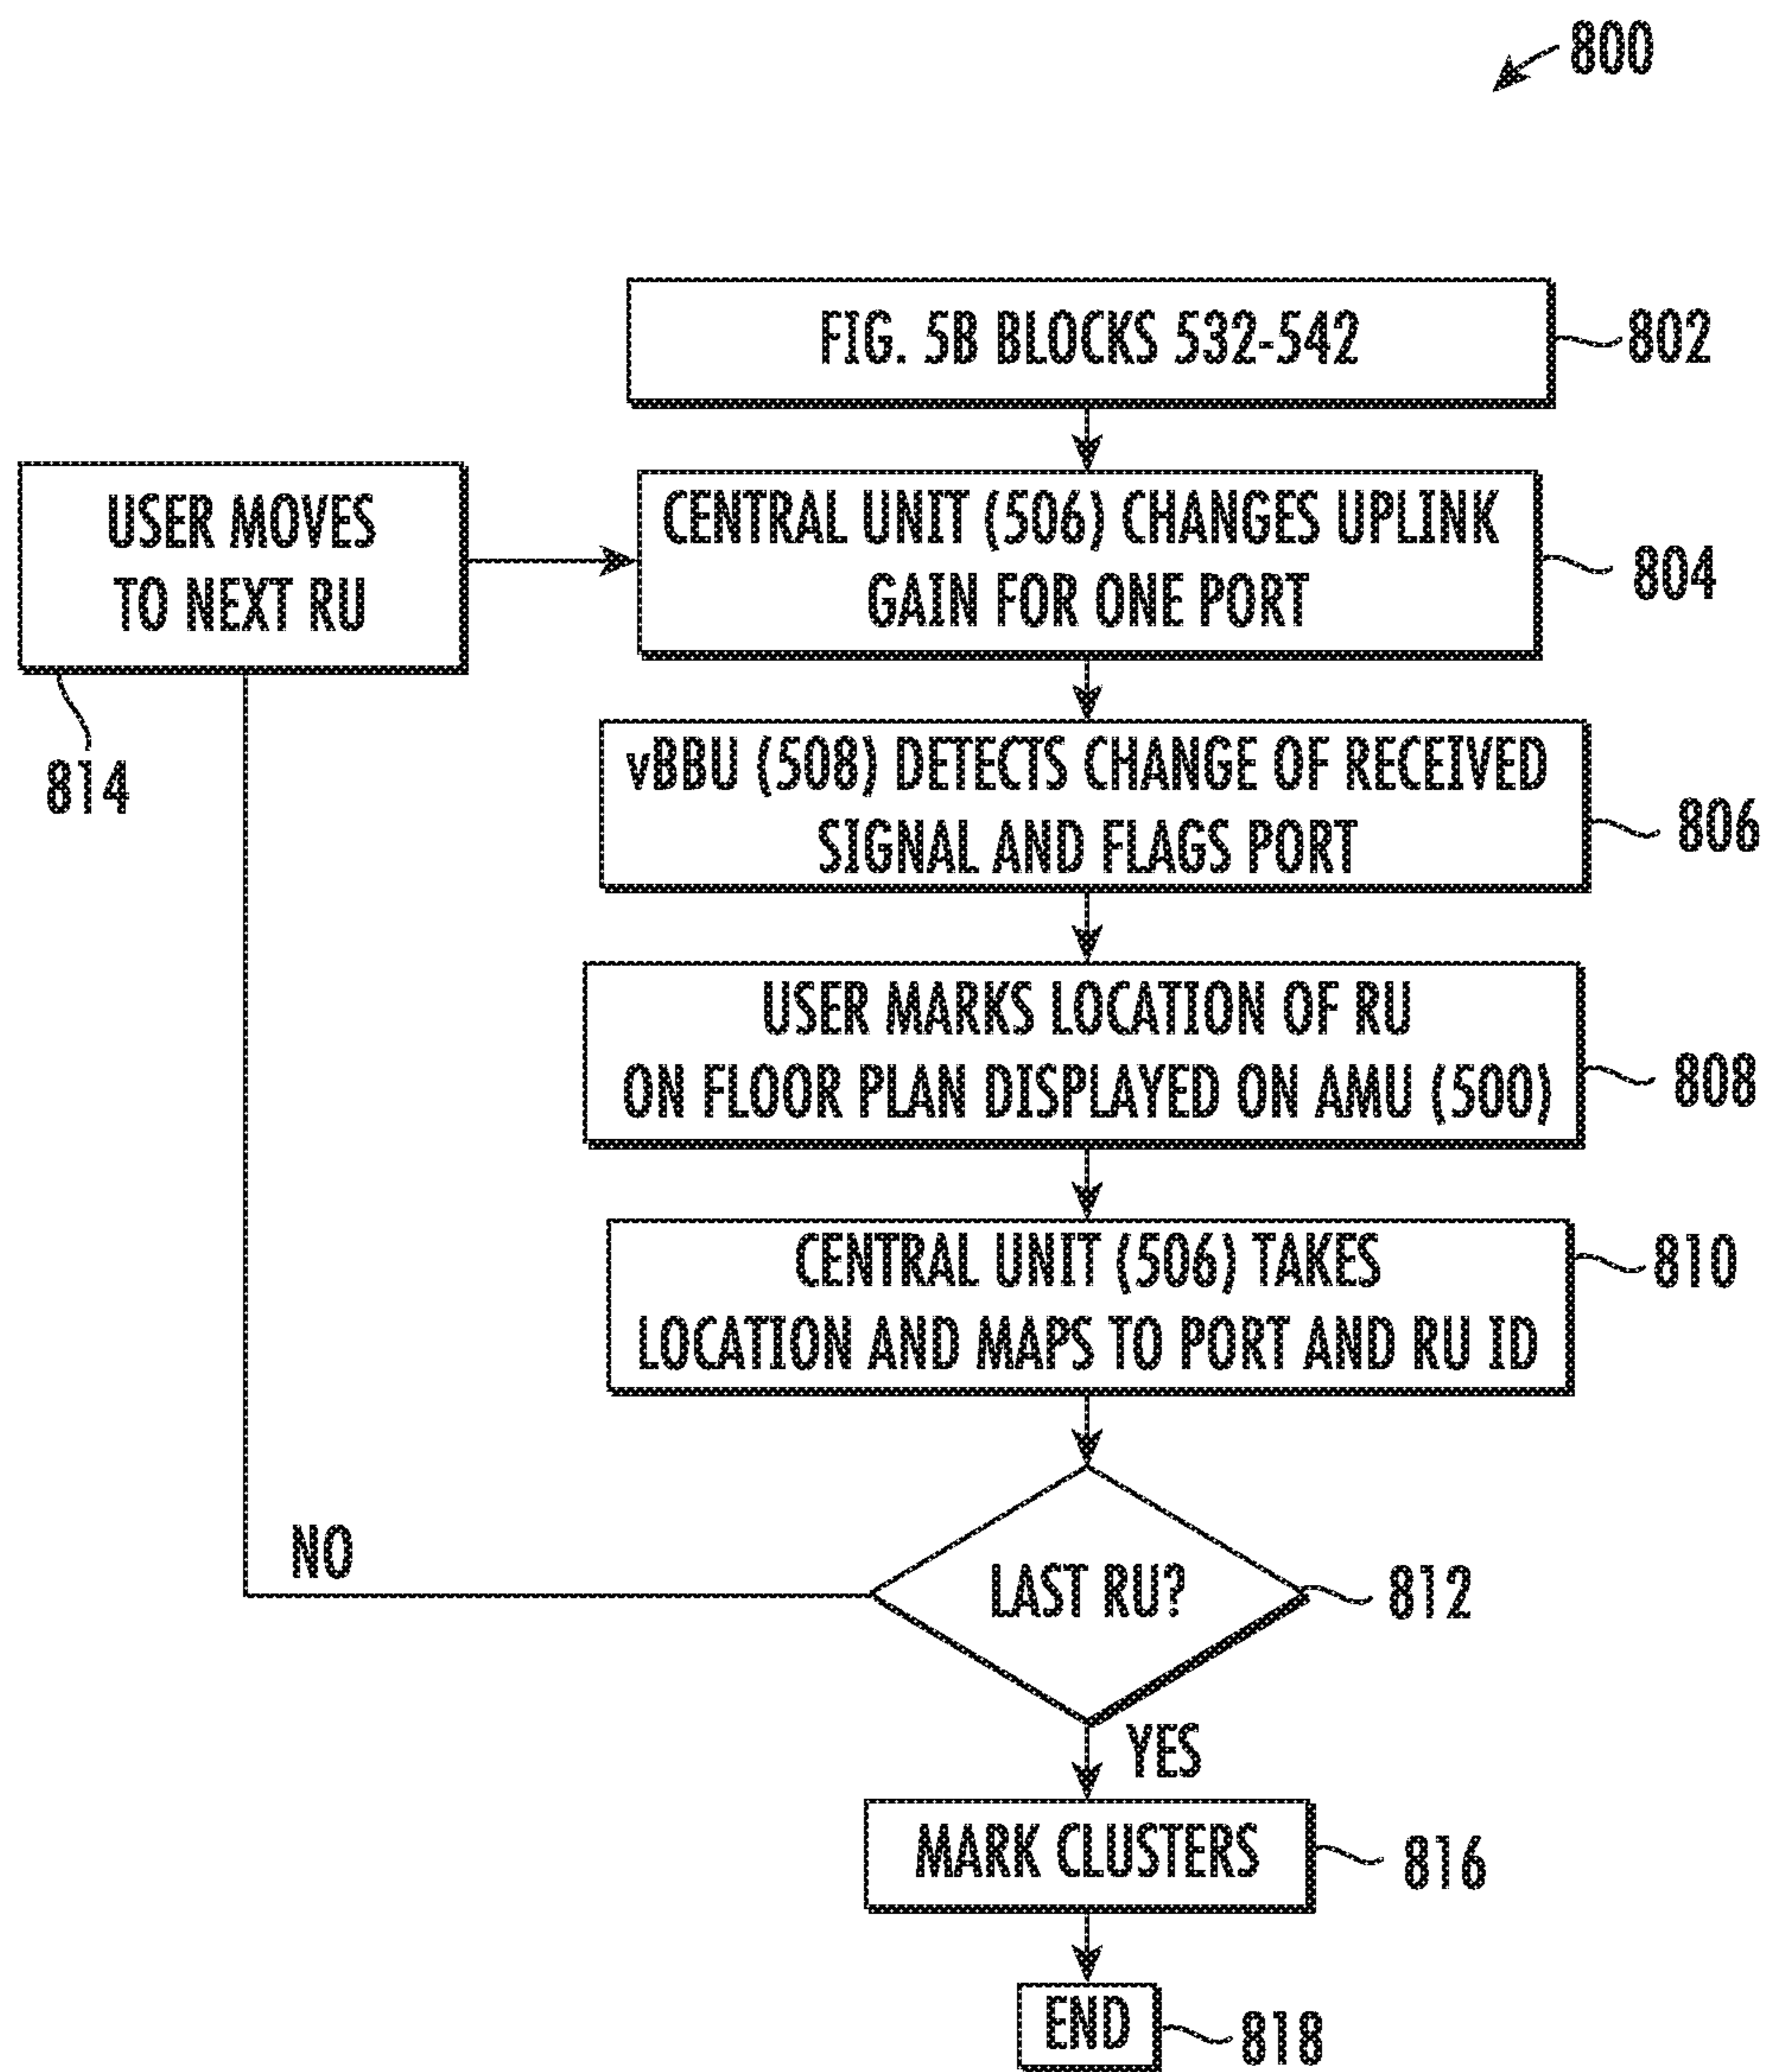 800
FIG. 5B BLOCKS 532-542
802
USER MOVES
TO NEXT RU
814
CENTRAL UNIT (506) CHANGES UPLINK
GAIN FOR ONE PORT
804
vBBU (508) DETECTS CHANGE OF RECEIVED
SIGNAL AND FLAGS PORT
806
USER MARKS LOCATION OF RU
ON FLOOR PLAN DISPLAYED ON AMU (500)
808
CENTRAL UNIT (506) TAKES
LOCATION AND MAPS TO PORT AND RU ID
810
LAST RU?
812
NO
YES
MARK CLUSTERS
816
END
818